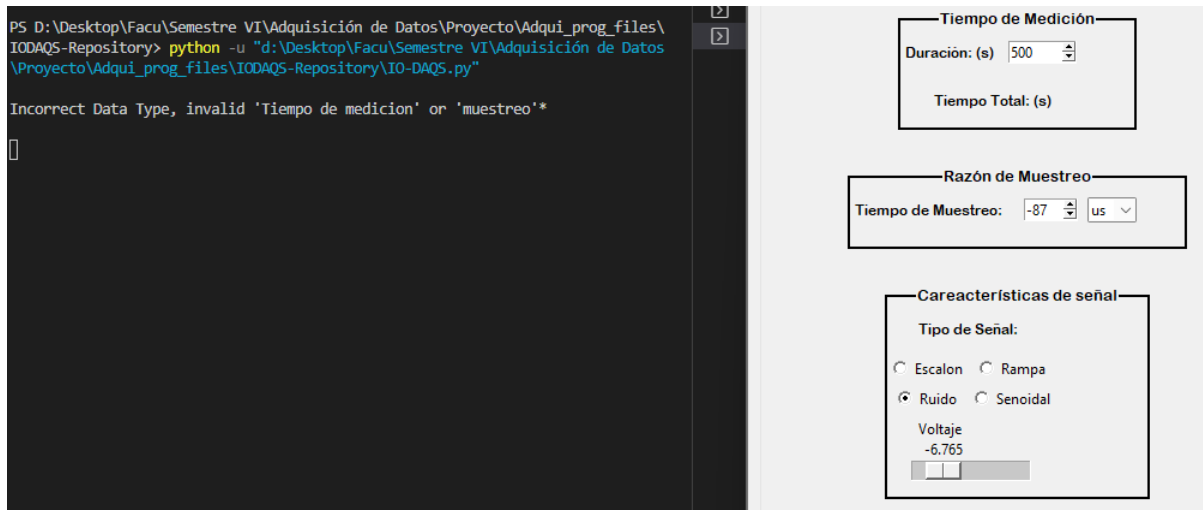 PS D:\Desktop\Facu\Semestre VI\Adquisición de Datos\Proyecto\Adqui_prog_files\
IODAQS-Repository> python -u "d:\Desktop\Facu\Semestre VI\Adquisición de Datos
\Proyecto\Adqui_prog_files\IODAQS-Repository\IO-DAQS.py"
Incorrect Data Type, invalid 'Tiempo de medicion' or 'muestreo'*
Tiempo de Medición
Duración: (s) 500
Tiempo Total: (s)
Razón de Muestreo
Tiempo de Muestreo: -87 us
Careacterísticas de señal
Tipo de Señal:
Escalon Rampa
Ruido Senoidal
Voltaje
-6.765